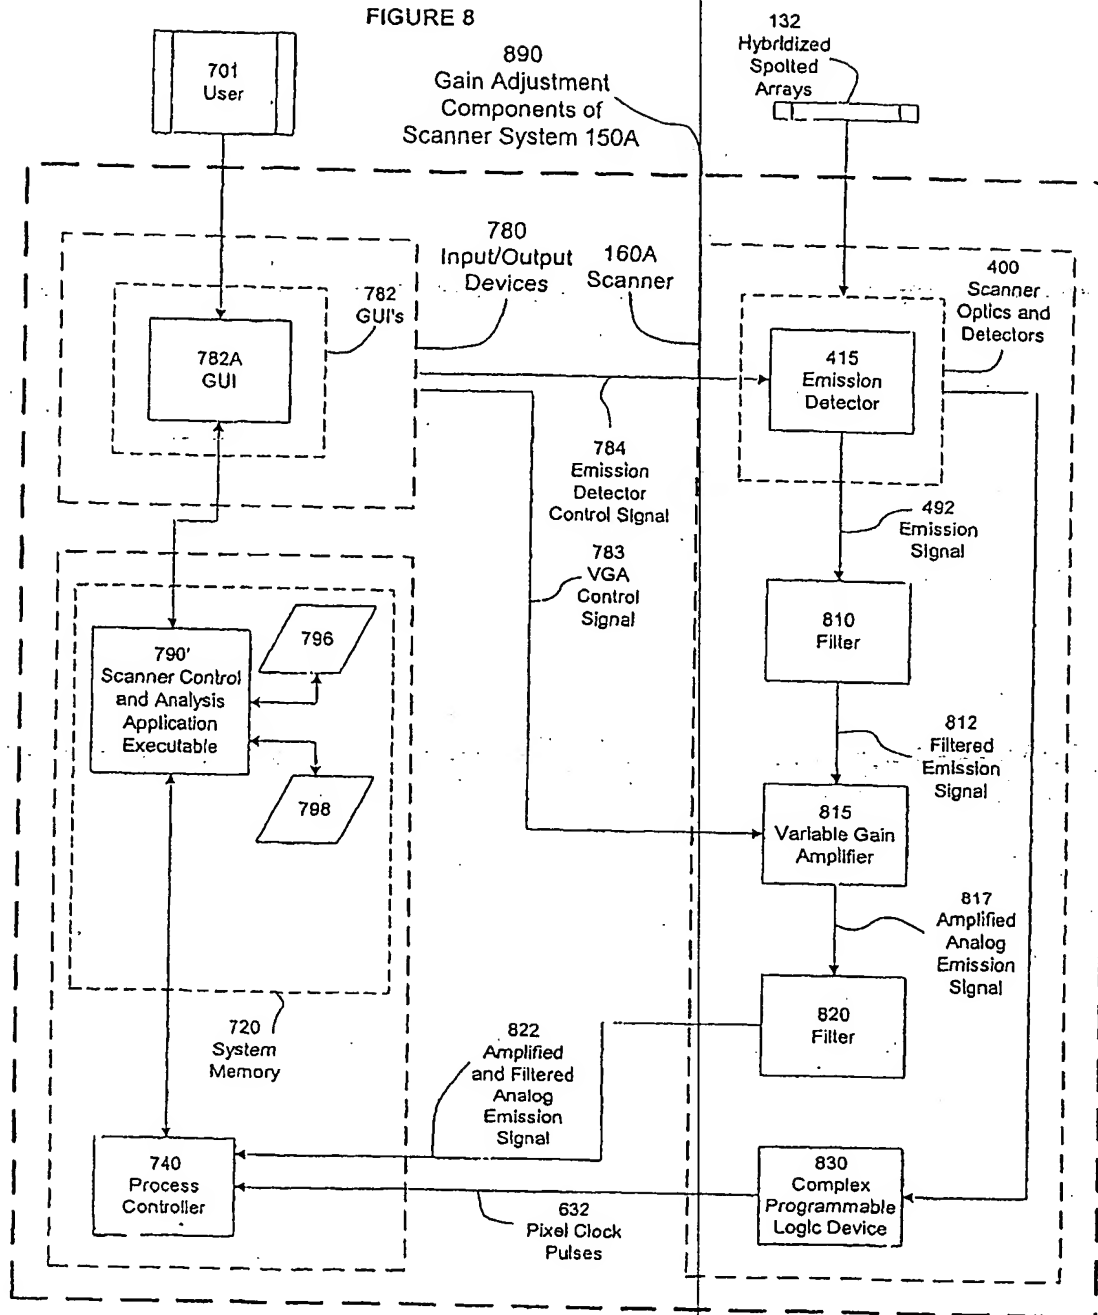 FIGURE 8
701
User
890
Gain Adjustment
Components of
Scanner System 150A
132
Hybridized
Spotted
Arrays
780
Input/Output
Devices
160A
Scanner
400
Scanner
Optics and
Detectors
782
GUI's
782A
GUI
415
Emission
Detector
784
Emission
Detector
Control Signal
492
Emission
Signal
783
VGA
Control
Signal
810
Filter
790'
Scanner Control
and Analysis
Application
Executable
796
798
812
Filtered
Emission
Signal
815
Variable Gain
Amplifier
817
Amplified
Analog
Emission
Signal
820
Filter
720
System
Memory
822
Amplified
and Filtered
Analog
Emission
Signal
740
Process
Controller
632
Pixel Clock
Pulses
830
Complex
Programmable
Logic Device